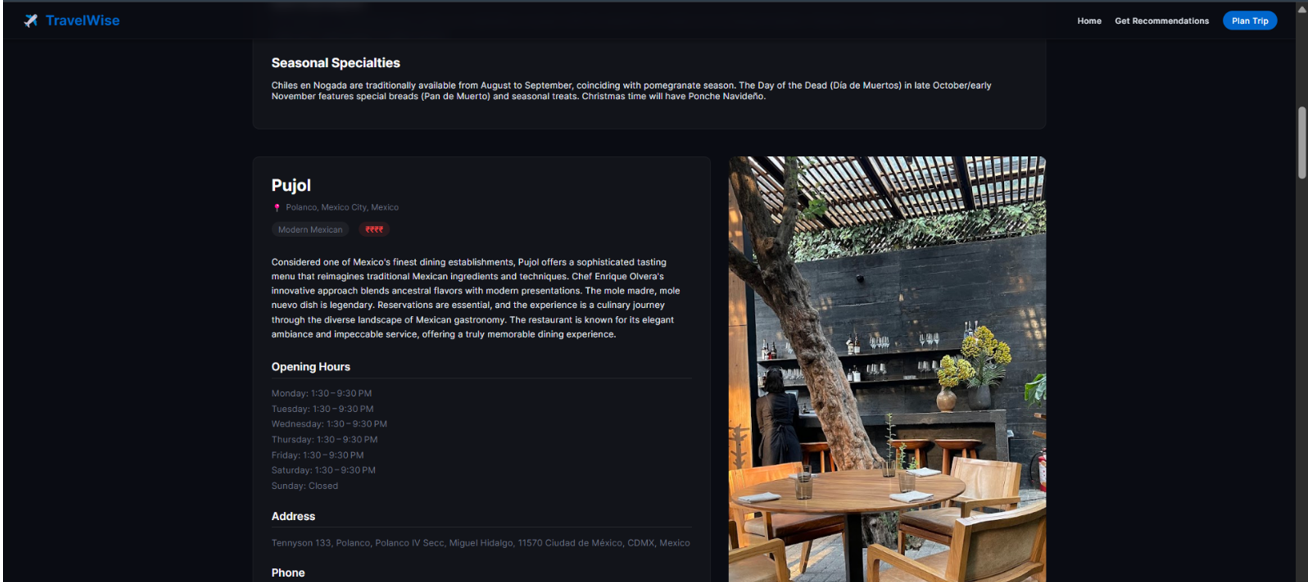 TravelWise
Home
Get Recommendations
Plan Trip
Seasonal Specialties
Chiles en Nogada are traditionally available from August to September, coinciding with pomegranate season. The Day of the Dead (Día de Muertos) in late October/early
November features special breads (Pan de Muerto) and seasonal treats. Christmas time will have Ponche Navideño.
Pujol
Polanco, Mexico City, Mexico
Modern Mexican
₹₹₹₹
Considered one of Mexico's finest dining establishments, Pujol offers a sophisticated tasting
menu that reimagines traditional Mexican ingredients and techniques. Chef Enrique Olvera's
innovative approach blends ancestral flavors with modern presentations. The mole madre, mole
nuevo dish is legendary. Reservations are essential, and the experience is a culinary journey
through the diverse landscape of Mexican gastronomy. The restaurant is known for its elegant
ambiance and impeccable service, offering a truly memorable dining experience.
Opening Hours
Monday: 1:30 – 9:30 PM
Tuesday: 1:30 – 9:30 PM
Wednesday: 1:30 – 9:30 PM
Thursday: 1:30 – 9:30 PM
Friday: 1:30 – 9:30 PM
Saturday: 1:30 – 9:30 PM
Sunday: Closed
Address
Tennyson 133, Polanco, Polanco IV Secc, Miguel Hidalgo, 11570 Ciudad de México, CDMX, Mexico
Phone